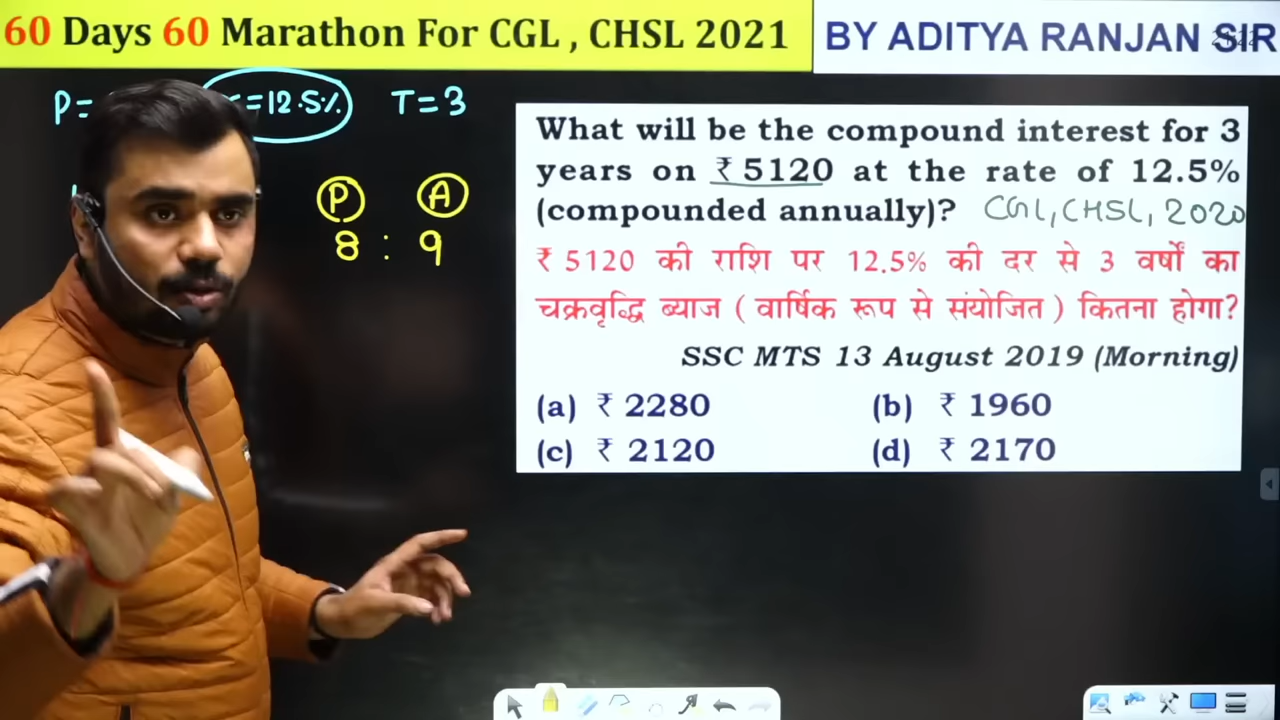 60 Days 60 Marathon For CGL , CHSL 2021
BY ADITYA RANJAN SIR
P=
=12.5% T=3
P A
8 : 9
What will be the compound interest for 3
years on ₹ 5120 at the rate of 12.5%
(compounded annually)? CGL, CHSL, 2020
₹ 5120 की राशि पर 12.5% की दर से 3 वर्षों का
चक्रवृद्धि ब्याज ( वार्षिक रूप से संयोजित ) कितना होगा?
SSC MTS 13 August 2019 (Morning)
(a) ₹ 2280 (b) ₹ 1960
(c) ₹ 2120 (d) ₹ 2170